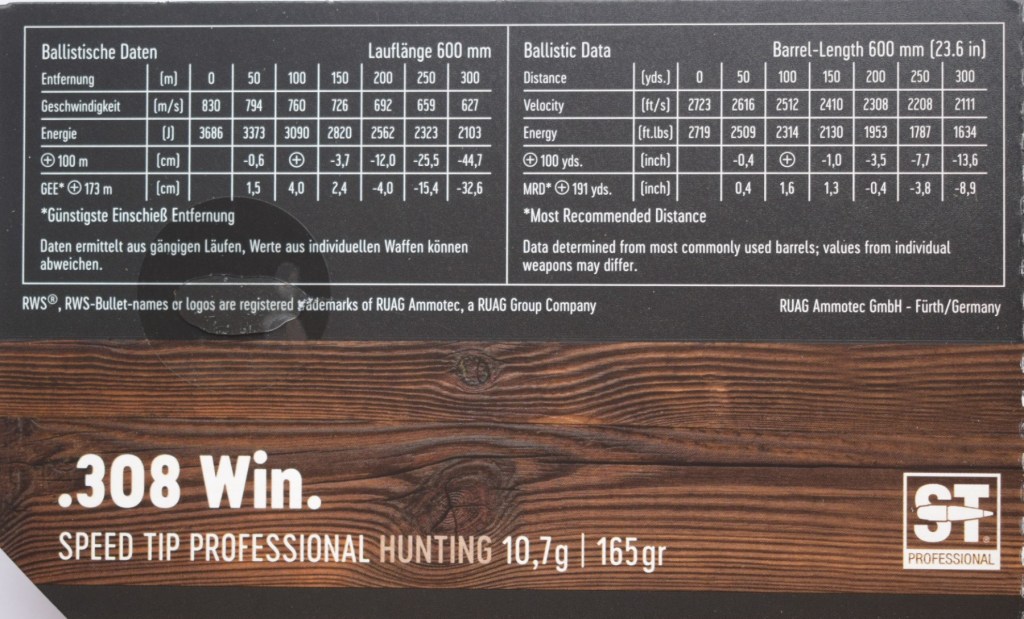 Ballistische Daten Lauflänge 600 mm
Entfernung (m) 0 50 100 150 200 250 300
Geschwindigkeit (m/s) 830 794 760 726 692 659 627
Energie (J) 3686 3373 3090 2820 2562 2323 2103
⊕ 100 m (cm) -0,6 ⊕ -3,7 -12,0 -25,5 -44,7
GEE* ⊕ 173 m (cm) 1,5 4,0 2,4 -4,0 -15,4 -32,6
*Günstigste Einschieß Entfernung
Daten ermittelt aus gängigen Läufen, Werte aus individuellen Waffen können
abweichen.
Ballistic Data Barrel-Length 600 mm (23.6 in)
Distance (yds.) 0 50 100 150 200 250 300
Velocity (ft/s) 2723 2616 2512 2410 2308 2208 2111
Energy (ft.lbs) 2719 2509 2314 2130 1953 1787 1634
⊕ 100 yds. (inch) -0,4 ⊕ -1,0 -3,5 -7,7 -13,6
MRD* ⊕ 191 yds. (inch) 0,4 1,6 1,3 -0,4 -3,8 -8,9
*Most Recommended Distance
Data determined from most commonly used barrels; values from individual
weapons may differ.
RWS®, RWS-Bullet-names or logos are registered trademarks of RUAG Ammotec, a RUAG Group Company
RUAG Ammotec GmbH - Fürth/Germany
.308 Win.
SPEED TIP PROFESSIONAL HUNTING 10,7g | 165gr
ST®
PROFESSIONAL